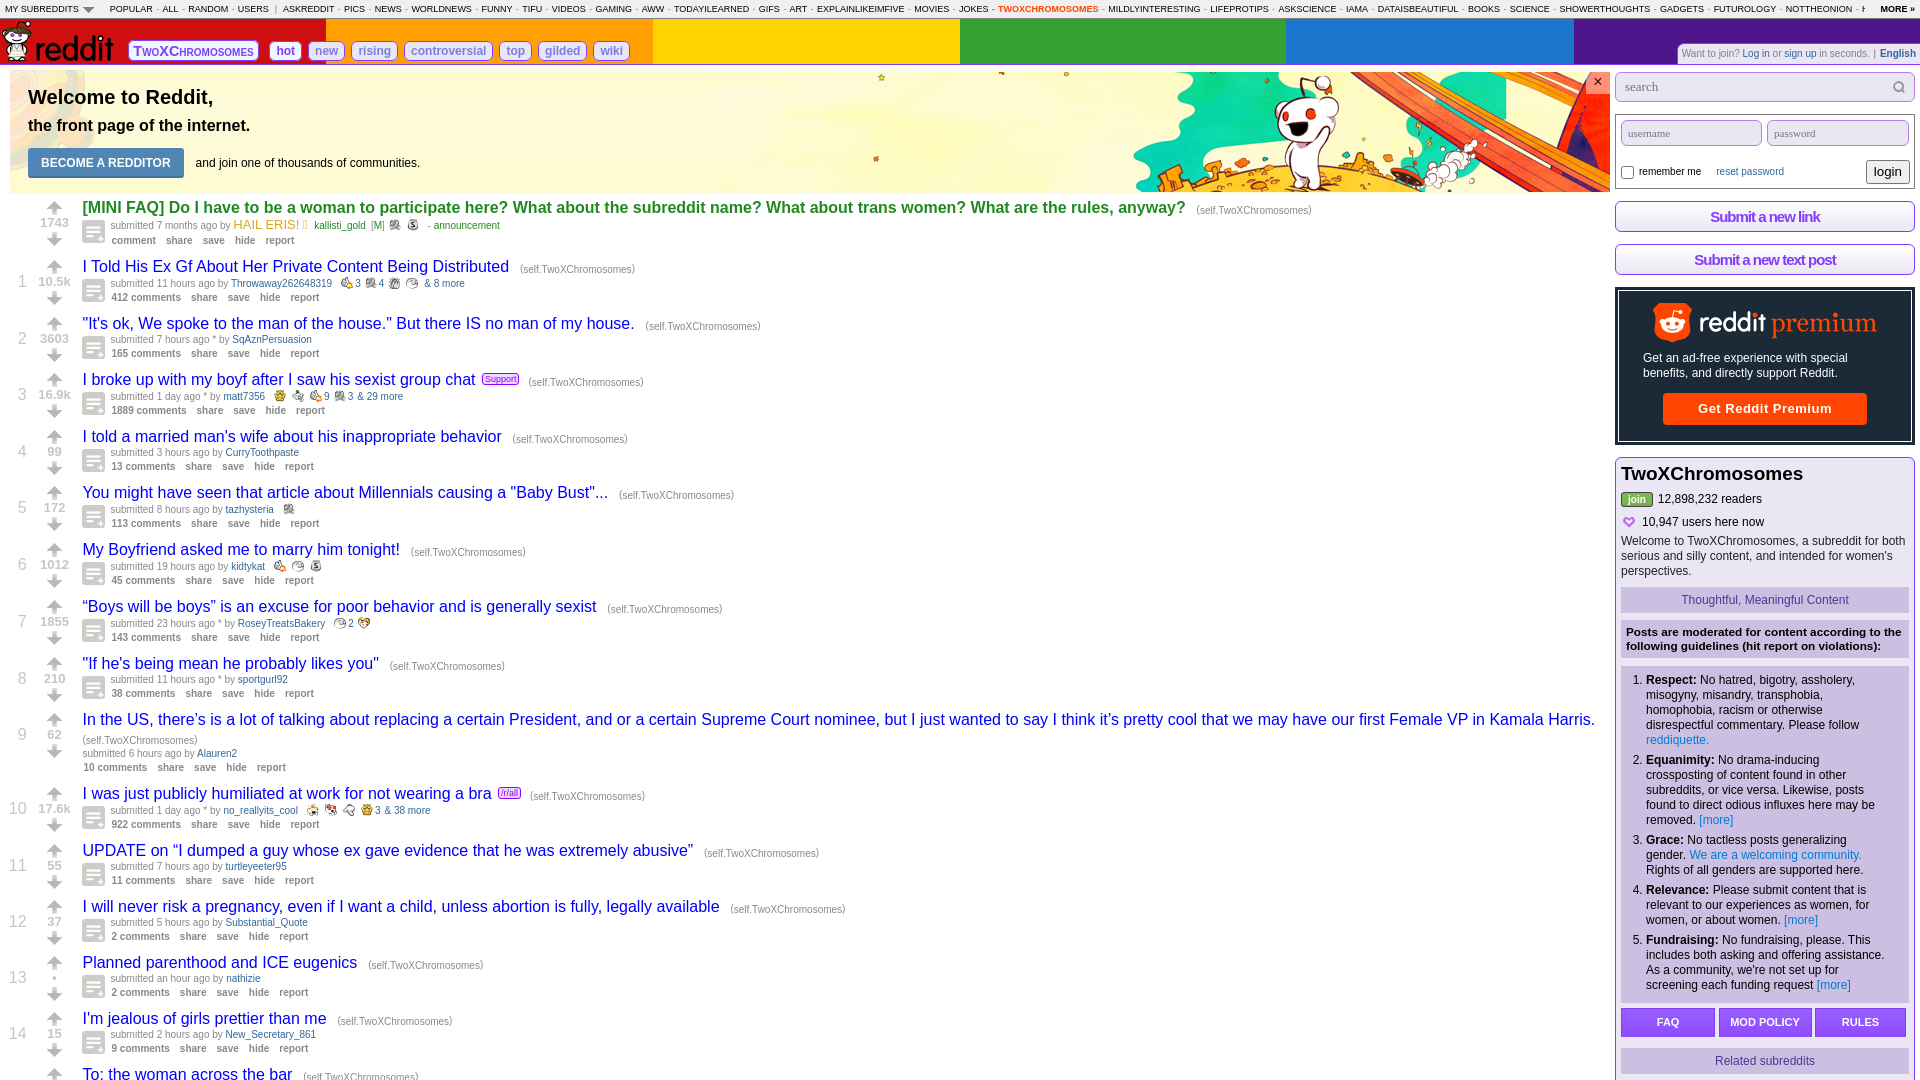 MY SUBREDDITS POPULAR - ALL - RANDOM - USERS | ASKREDDIT - PICS - NEWS - WORLDNEWS - FUNNY - TIFU - VIDEOS - GAMING - AWW - TODAYILEARNED - GIFS - ART - EXPLAINLIKEIMFIVE - MOVIES - JOKES - TWOXCHROMOSOMES - MILDLYINTERESTING - LIFEPROTIPS - ASKSCIENCE - IAMA - DATAISBEAUTIFUL - BOOKS - SCIENCE - SHOWERTHOUGHTS - GADGETS - FUTUROLOGY - NOTTHEONION - MORE »
reddit TwoXChromosomes hot new rising controversial top gilded wiki
Want to join? Log in or sign up in seconds. | English
Welcome to Reddit,
the front page of the internet.
BECOME A REDDITOR and join one of thousands of communities.
×
1743
[MINI FAQ] Do I have to be a woman to participate here? What about the subreddit name? What about trans women? What are the rules, anyway? (self.TwoXChromosomes)
submitted 7 months ago by HAIL ERIS! kallisti_gold [M] - announcement
comment share save hide report
1 10.5k
I Told His Ex Gf About Her Private Content Being Distributed (self.TwoXChromosomes)
submitted 11 hours ago by Throwaway262648319 3 4 & 8 more
412 comments share save hide report
2 3603
"It's ok, We spoke to the man of the house." But there IS no man of my house. (self.TwoXChromosomes)
submitted 7 hours ago * by SqAznPersuasion
165 comments share save hide report
3 16.9k
I broke up with my boyf after I saw his sexist group chat Support (self.TwoXChromosomes)
submitted 1 day ago * by matt7356 9 3 & 29 more
1889 comments share save hide report
4 99
I told a married man's wife about his inappropriate behavior (self.TwoXChromosomes)
submitted 3 hours ago by CurryToothpaste
13 comments share save hide report
5 172
You might have seen that article about Millennials causing a "Baby Bust"... (self.TwoXChromosomes)
submitted 8 hours ago by tazhysteria
113 comments share save hide report
6 1012
My Boyfriend asked me to marry him tonight! (self.TwoXChromosomes)
submitted 19 hours ago by kidtykat
45 comments share save hide report
7 1855
“Boys will be boys” is an excuse for poor behavior and is generally sexist (self.TwoXChromosomes)
submitted 23 hours ago * by RoseyTreatsBakery 2
143 comments share save hide report
8 210
"If he's being mean he probably likes you" (self.TwoXChromosomes)
submitted 11 hours ago * by sportgurl92
38 comments share save hide report
9 62
In the US, there’s is a lot of talking about replacing a certain President, and or a certain Supreme Court nominee, but I just wanted to say I think it’s pretty cool that we may have our first Female VP in Kamala Harris.
(self.TwoXChromosomes)
submitted 6 hours ago by Alauren2
10 comments share save hide report
10 17.6k
I was just publicly humiliated at work for not wearing a bra /r/all (self.TwoXChromosomes)
submitted 1 day ago * by no_reallyits_cool 3 & 38 more
922 comments share save hide report
11 55
UPDATE on “I dumped a guy whose ex gave evidence that he was extremely abusive” (self.TwoXChromosomes)
submitted 7 hours ago by turtleyeeter95
11 comments share save hide report
12 37
I will never risk a pregnancy, even if I want a child, unless abortion is fully, legally available (self.TwoXChromosomes)
submitted 5 hours ago by Substantial_Quote
2 comments share save hide report
13 •
Planned parenthood and ICE eugenics (self.TwoXChromosomes)
submitted an hour ago by nathizie
2 comments share save hide report
14 15
I'm jealous of girls prettier than me (self.TwoXChromosomes)
submitted 2 hours ago by New_Secretary_861
9 comments share save hide report
To: the woman across the bar (self.TwoXChromosomes)
search
username password
remember me reset password login
Submit a new link
Submit a new text post
reddit premium
Get an ad-free experience with special
benefits, and directly support Reddit.
Get Reddit Premium
TwoXChromosomes
join 12,898,232 readers
10,947 users here now
Welcome to TwoXChromosomes, a subreddit for both
serious and silly content, and intended for women's
perspectives.
Thoughtful, Meaningful Content
Posts are moderated for content according to the
following guidelines (hit report on violations):
1. Respect: No hatred, bigotry, assholery,
misogyny, misandry, transphobia,
homophobia, racism or otherwise
disrespectful commentary. Please follow
reddiquette.
2. Equanimity: No drama-inducing
crossposting of content found in other
subreddits, or vice versa. Likewise, posts
found to direct odious influxes here may be
removed. [more]
3. Grace: No tactless posts generalizing
gender. We are a welcoming community.
Rights of all genders are supported here.
4. Relevance: Please submit content that is
relevant to our experiences as women, for
women, or about women. [more]
5. Fundraising: No fundraising, please. This
includes both asking and offering assistance.
As a community, we're not set up for
screening each funding request [more]
FAQ MOD POLICY RULES
Related subreddits